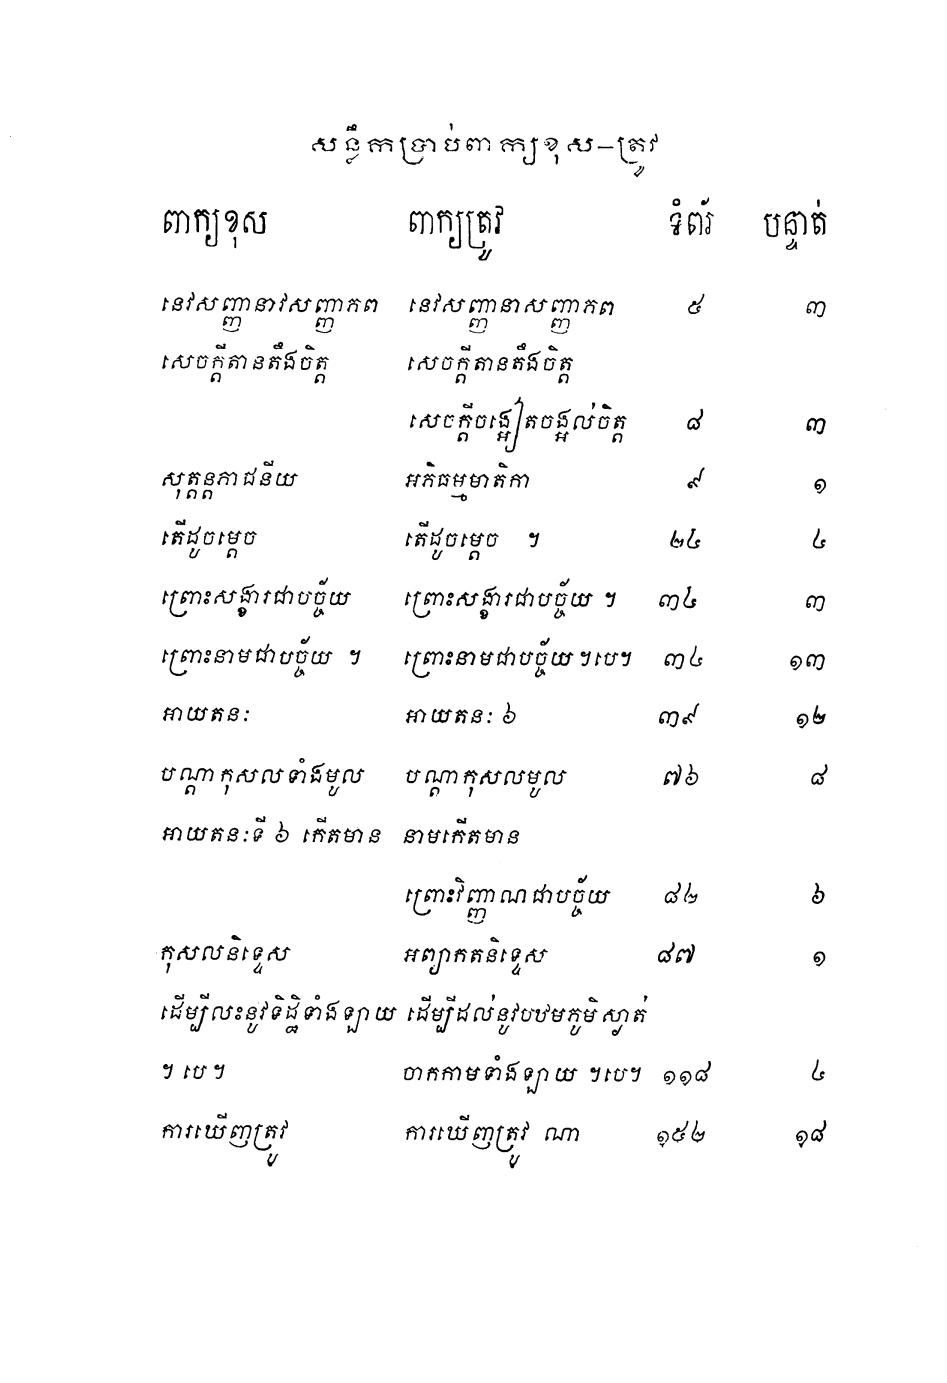 សន្លឹកប្រាប់ពាក្យខុស–ត្រូវ
ពាក្យខុស ពាក្យត្រូវ ទំព័រ បន្ទាត់
នេវសញ្ញានាវសញ្ញាភព នេវសញ្ញានាសញ្ញាភព ៥ ៣
សេចក្តីតានតឹងចិត្ត សេចក្តីតានតឹងចិត្ត
សេចក្តីចង្អៀតចង្អល់ចិត្ត ៨ ៣
សុត្តន្តភាជនីយ អភិធម្មមាតិកា ៩ ១
តើដូចម្តេច តើដូចម្តេច ។ ២៤ ៤
ព្រោះសង្ខារជាបច្ច័យ ព្រោះសង្ខារជាបច្ច័យ ។ ៣៤ ៣
ព្រោះនាមជាបច្ច័យ ។ ព្រោះនាមជាបច្ច័យ ។បេ។ ៣៤ ១៣
អាយតនៈ អាយតនៈ ៦ ៣៩ ១២
បណ្តាកុសលទាំងមូល បណ្តាកុសលមូល ៧៦ ៨
អាយតនៈទី ៦ កើតមាន នាមកើតមាន
ព្រោះវិញ្ញាណជាបច្ច័យ ៨២ ៦
កុសលនិទ្ទេស អព្យាកតនិទ្ទេស ៨៧ ១
ដើម្បីលះនូវទិដ្ឋិទាំងឡាយ ដើម្បីដល់នូវបឋមភូមិស្ងាត់
។ បេ ។ ចាកកាមទាំងឡាយ ។បេ។ ១១៨ ៤
ការឃើញត្រូវ ការឃើញត្រូវ ណា ១៥២ ១៨